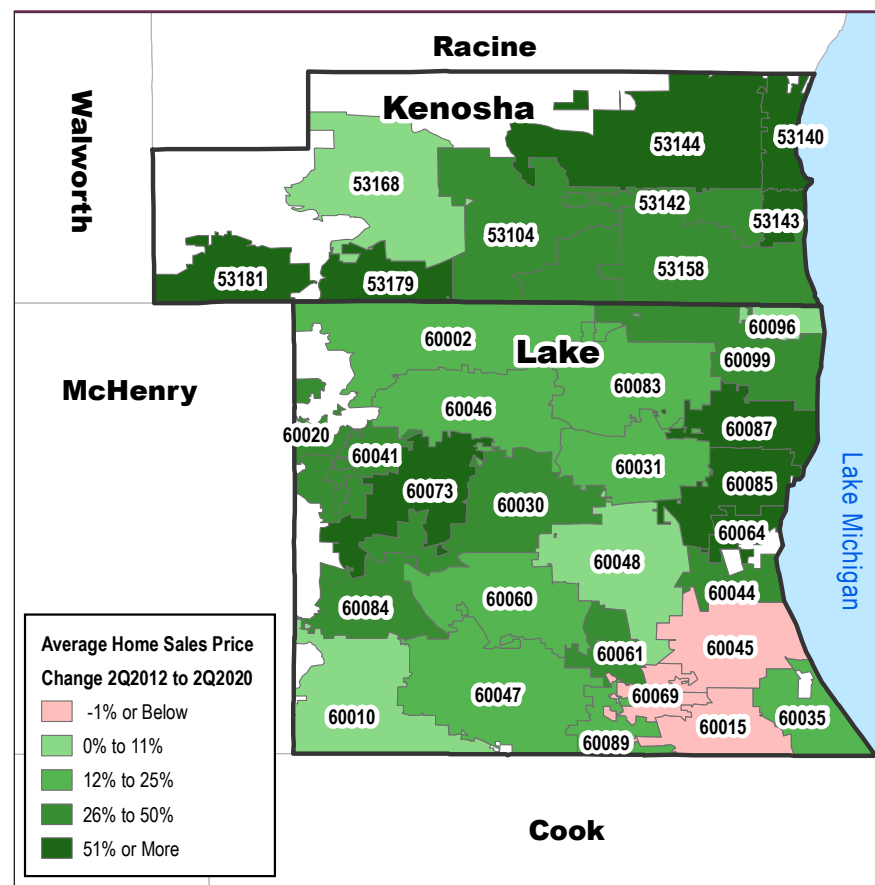 Racine
Walworth
Kenosha
53140
53144
53168
53142
53143
53104
53158
53181
53179
60096
60002
Lake
60099
60083
McHenry
60046
60087
60020
60041
60031
60073
60085
60030
60064
Lake Michigan
60048
60044
60060
60084
60045
60061
60047
60069
60010
60035
60015
60089
Average Home Sales Price
Change 2Q2012 to 2Q2020
-1% or Below
0% to 11%
12% to 25%
26% to 50%
51% or More
Cook